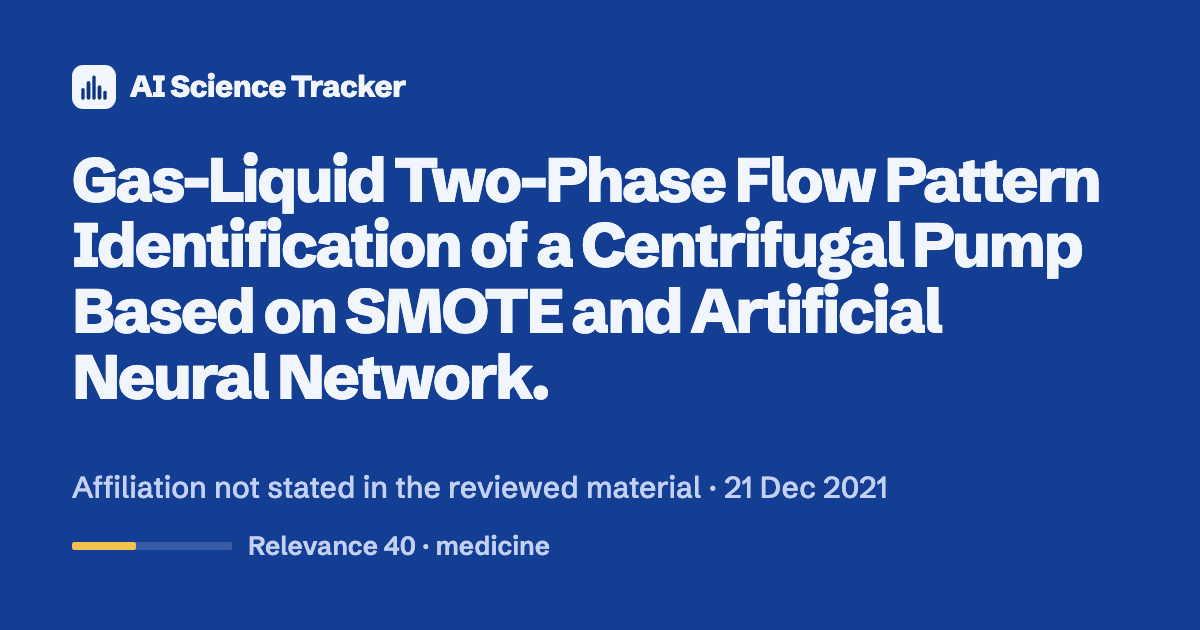 AI Science Tracker
Gas-Liquid Two-Phase Flow Pattern
Identification of a Centrifugal Pump
Based on SMOTE and Artificial
Neural Network.
Affiliation not stated in the reviewed material · 21 Dec 2021
Relevance 40 · medicine